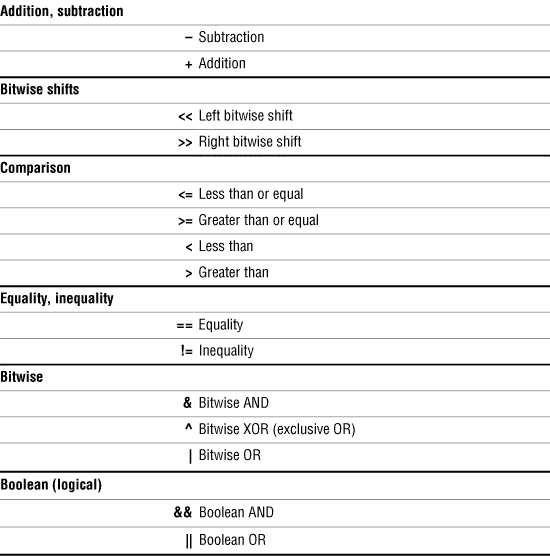 Addition, subtraction
– Subtraction
+ Addition
Bitwise shifts
<< Left bitwise shift
>> Right bitwise shift
Comparison
<= Less than or equal
>= Greater than or equal
< Less than
> Greater than
Equality, inequality
== Equality
!= Inequality
Bitwise
& Bitwise AND
^ Bitwise XOR (exclusive OR)
| Bitwise OR
Boolean (logical)
&& Boolean AND
|| Boolean OR